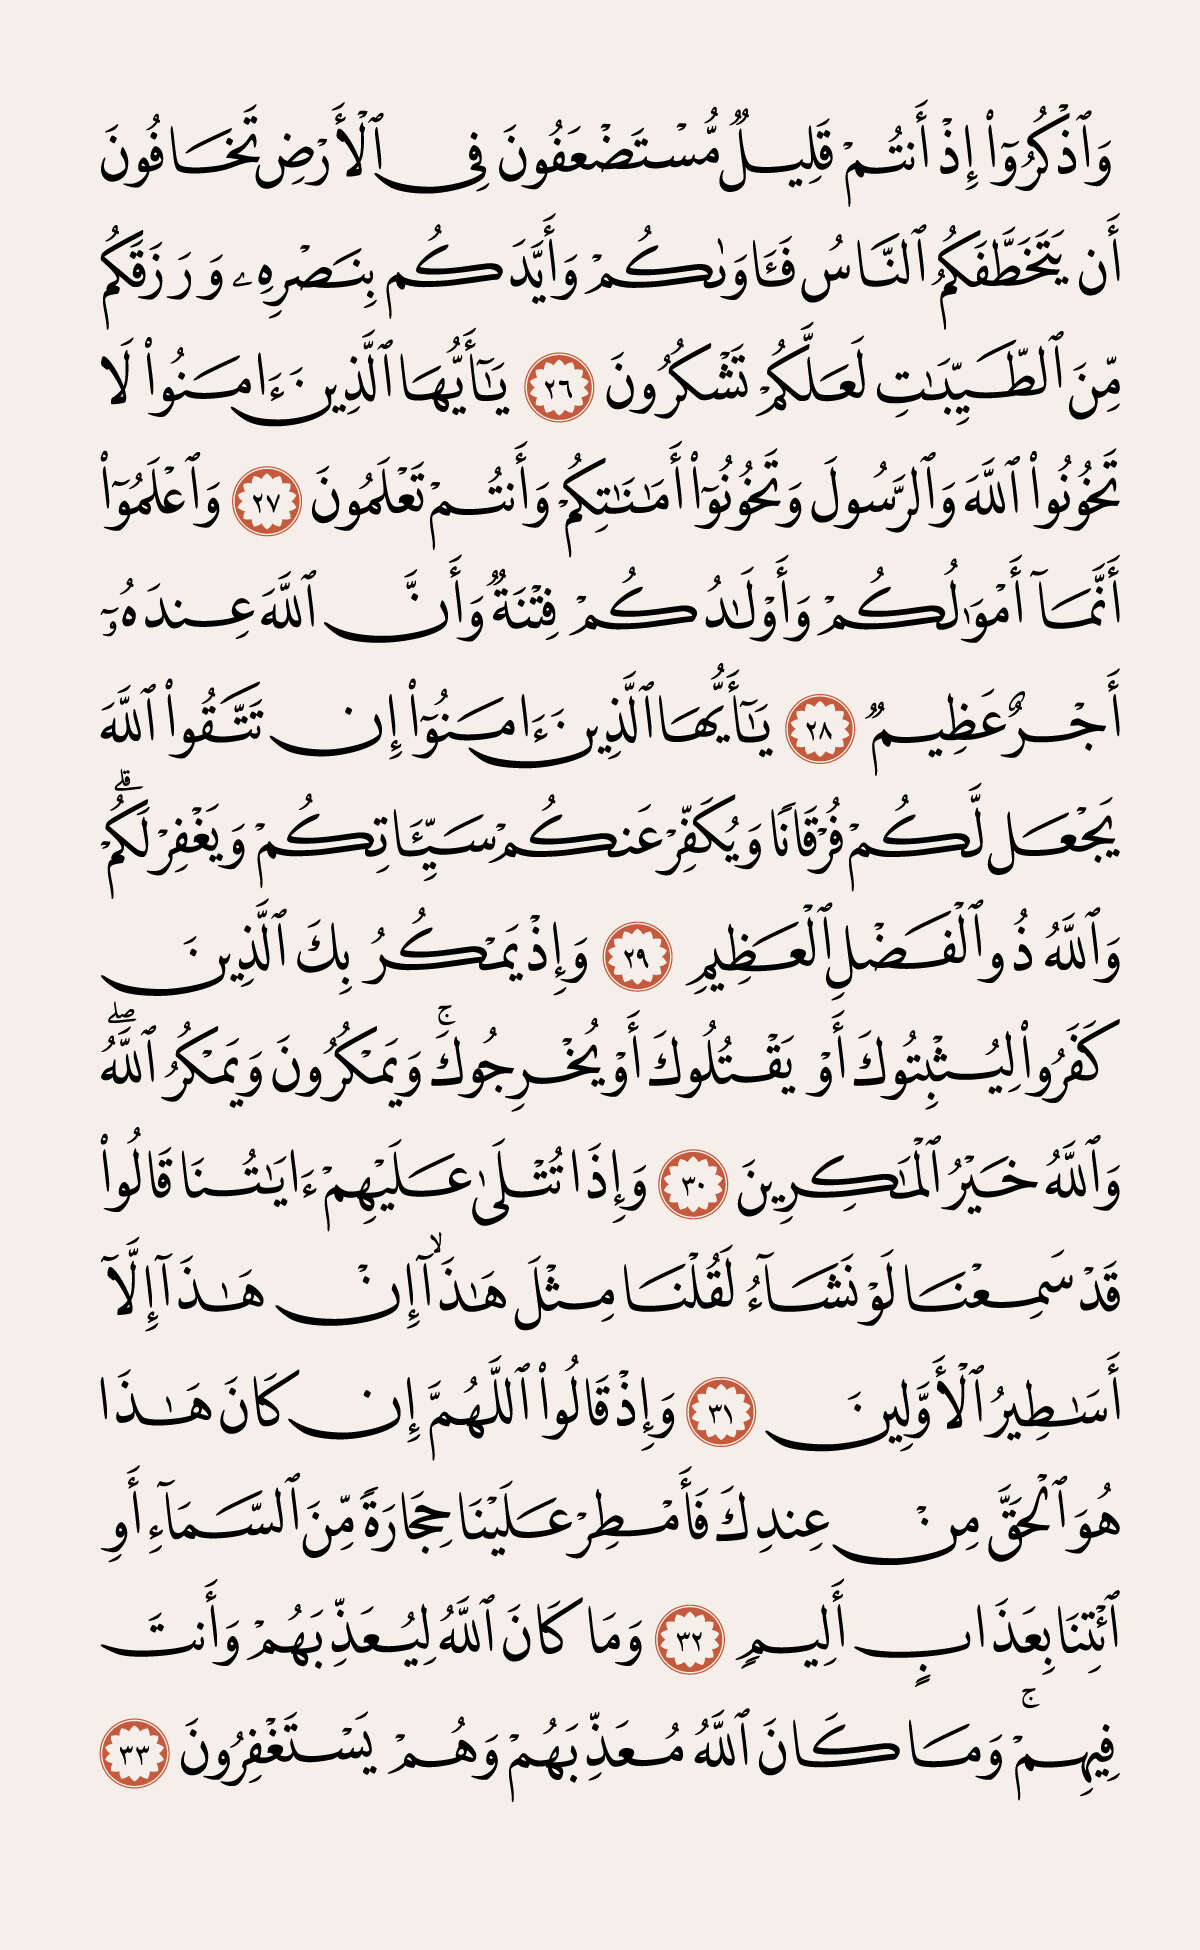 وَٱذْكُرُوٓا۟ إِذْ أَنتُمْ قَلِيلٌ مُّسْتَضْعَفُونَ فِى ٱلْأَرْضِ تَخَافُونَ
أَن يَتَخَطَّفَكُمُ ٱلنَّاسُ فَـَٔاوَىٰكُمْ وَأَيَّدَكُم بِنَصْرِهِۦ وَرَزَقَكُم
مِّنَ ٱلطَّيِّبَـٰتِ لَعَلَّكُمْ تَشْكُرُونَ ٢٦ يَـٰٓأَيُّهَا ٱلَّذِينَ ءَامَنُوا۟ لَا
تَخُونُوا۟ ٱللَّهَ وَٱلرَّسُولَ وَتَخُونُوٓا۟ أَمَـٰنَـٰتِكُمْ وَأَنتُمْ تَعْلَمُونَ ٢٧ وَٱعْلَمُوٓا۟
أَنَّمَآ أَمْوَٰلُكُمْ وَأَوْلَـٰدُكُمْ فِتْنَةٌ وَأَنَّ ٱللَّهَ عِندَهُۥٓ
أَجْرٌ عَظِيمٌ ٢٨ يَـٰٓأَيُّهَا ٱلَّذِينَ ءَامَنُوٓا۟ إِن تَتَّقُوا۟ ٱللَّهَ
يَجْعَل لَّكُمْ فُرْقَانًا وَيُكَفِّرْ عَنكُمْ سَيِّـَٔاتِكُمْ وَيَغْفِرْ لَكُمْ ۗ
وَٱللَّهُ ذُو ٱلْفَضْلِ ٱلْعَظِيمِ ٢٩ وَإِذْ يَمْكُرُ بِكَ ٱلَّذِينَ
كَفَرُوا۟ لِيُثْبِتُوكَ أَوْ يَقْتُلُوكَ أَوْ يُخْرِجُوكَ ۚ وَيَمْكُرُونَ وَيَمْكُرُ ٱللَّهُ ۖ
وَٱللَّهُ خَيْرُ ٱلْمَـٰكِرِينَ ٣٠ وَإِذَا تُتْلَىٰ عَلَيْهِمْ ءَايَـٰتُنَا قَالُوا۟
قَدْ سَمِعْنَا لَوْ نَشَآءُ لَقُلْنَا مِثْلَ هَـٰذَآ ۙ إِنْ هَـٰذَآ إِلَّآ
أَسَـٰطِيرُ ٱلْأَوَّلِينَ ٣١ وَإِذْ قَالُوا۟ ٱللَّهُمَّ إِن كَانَ هَـٰذَا
هُوَ ٱلْحَقَّ مِنْ عِندِكَ فَأَمْطِرْ عَلَيْنَا حِجَارَةً مِّنَ ٱلسَّمَآءِ أَوِ
ٱئْتِنَا بِعَذَابٍ أَلِيمٍ ٣٢ وَمَا كَانَ ٱللَّهُ لِيُعَذِّبَهُمْ وَأَنتَ
فِيهِمْ ۚ وَمَا كَانَ ٱللَّهُ مُعَذِّبَهُمْ وَهُمْ يَسْتَغْفِرُونَ ٣٣